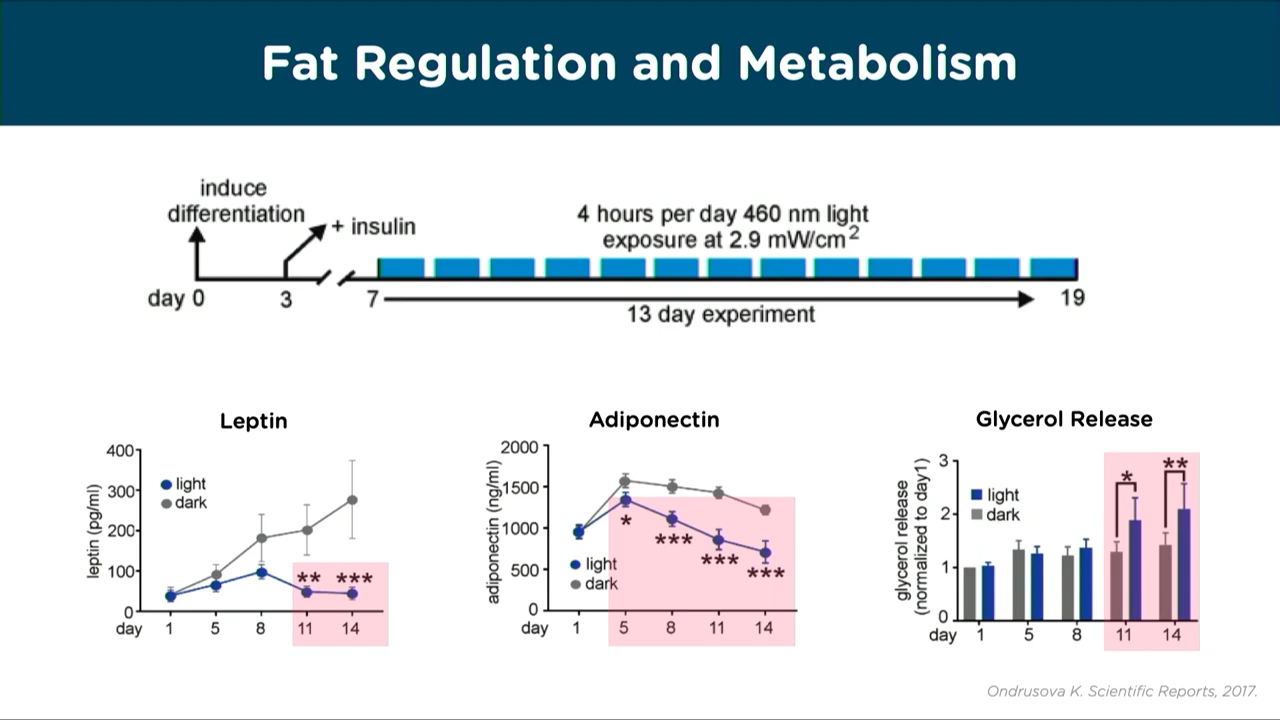 Fat Regulation and Metabolism
induce
differentiation
+ insulin
4 hours per day 460 nm light
exposure at 2.9 mW/cm2
day 0
3
7
19
13 day experiment
Leptin
400
300
200
100
0
leptin (pg/ml)
light
dark
** ***
day 1 5 8 11 14
Adiponectin
2000
1500
1000
500
0
adiponectin (ng/ml)
light
dark
*
***
***
***
day 1 5 8 11 14
Glycerol Release
3
2
1
0
glycerol release
(normalized to day1)
light
dark
*
**
day 1 5 8 11 14
Ondrusova K. Scientific Reports, 2017.